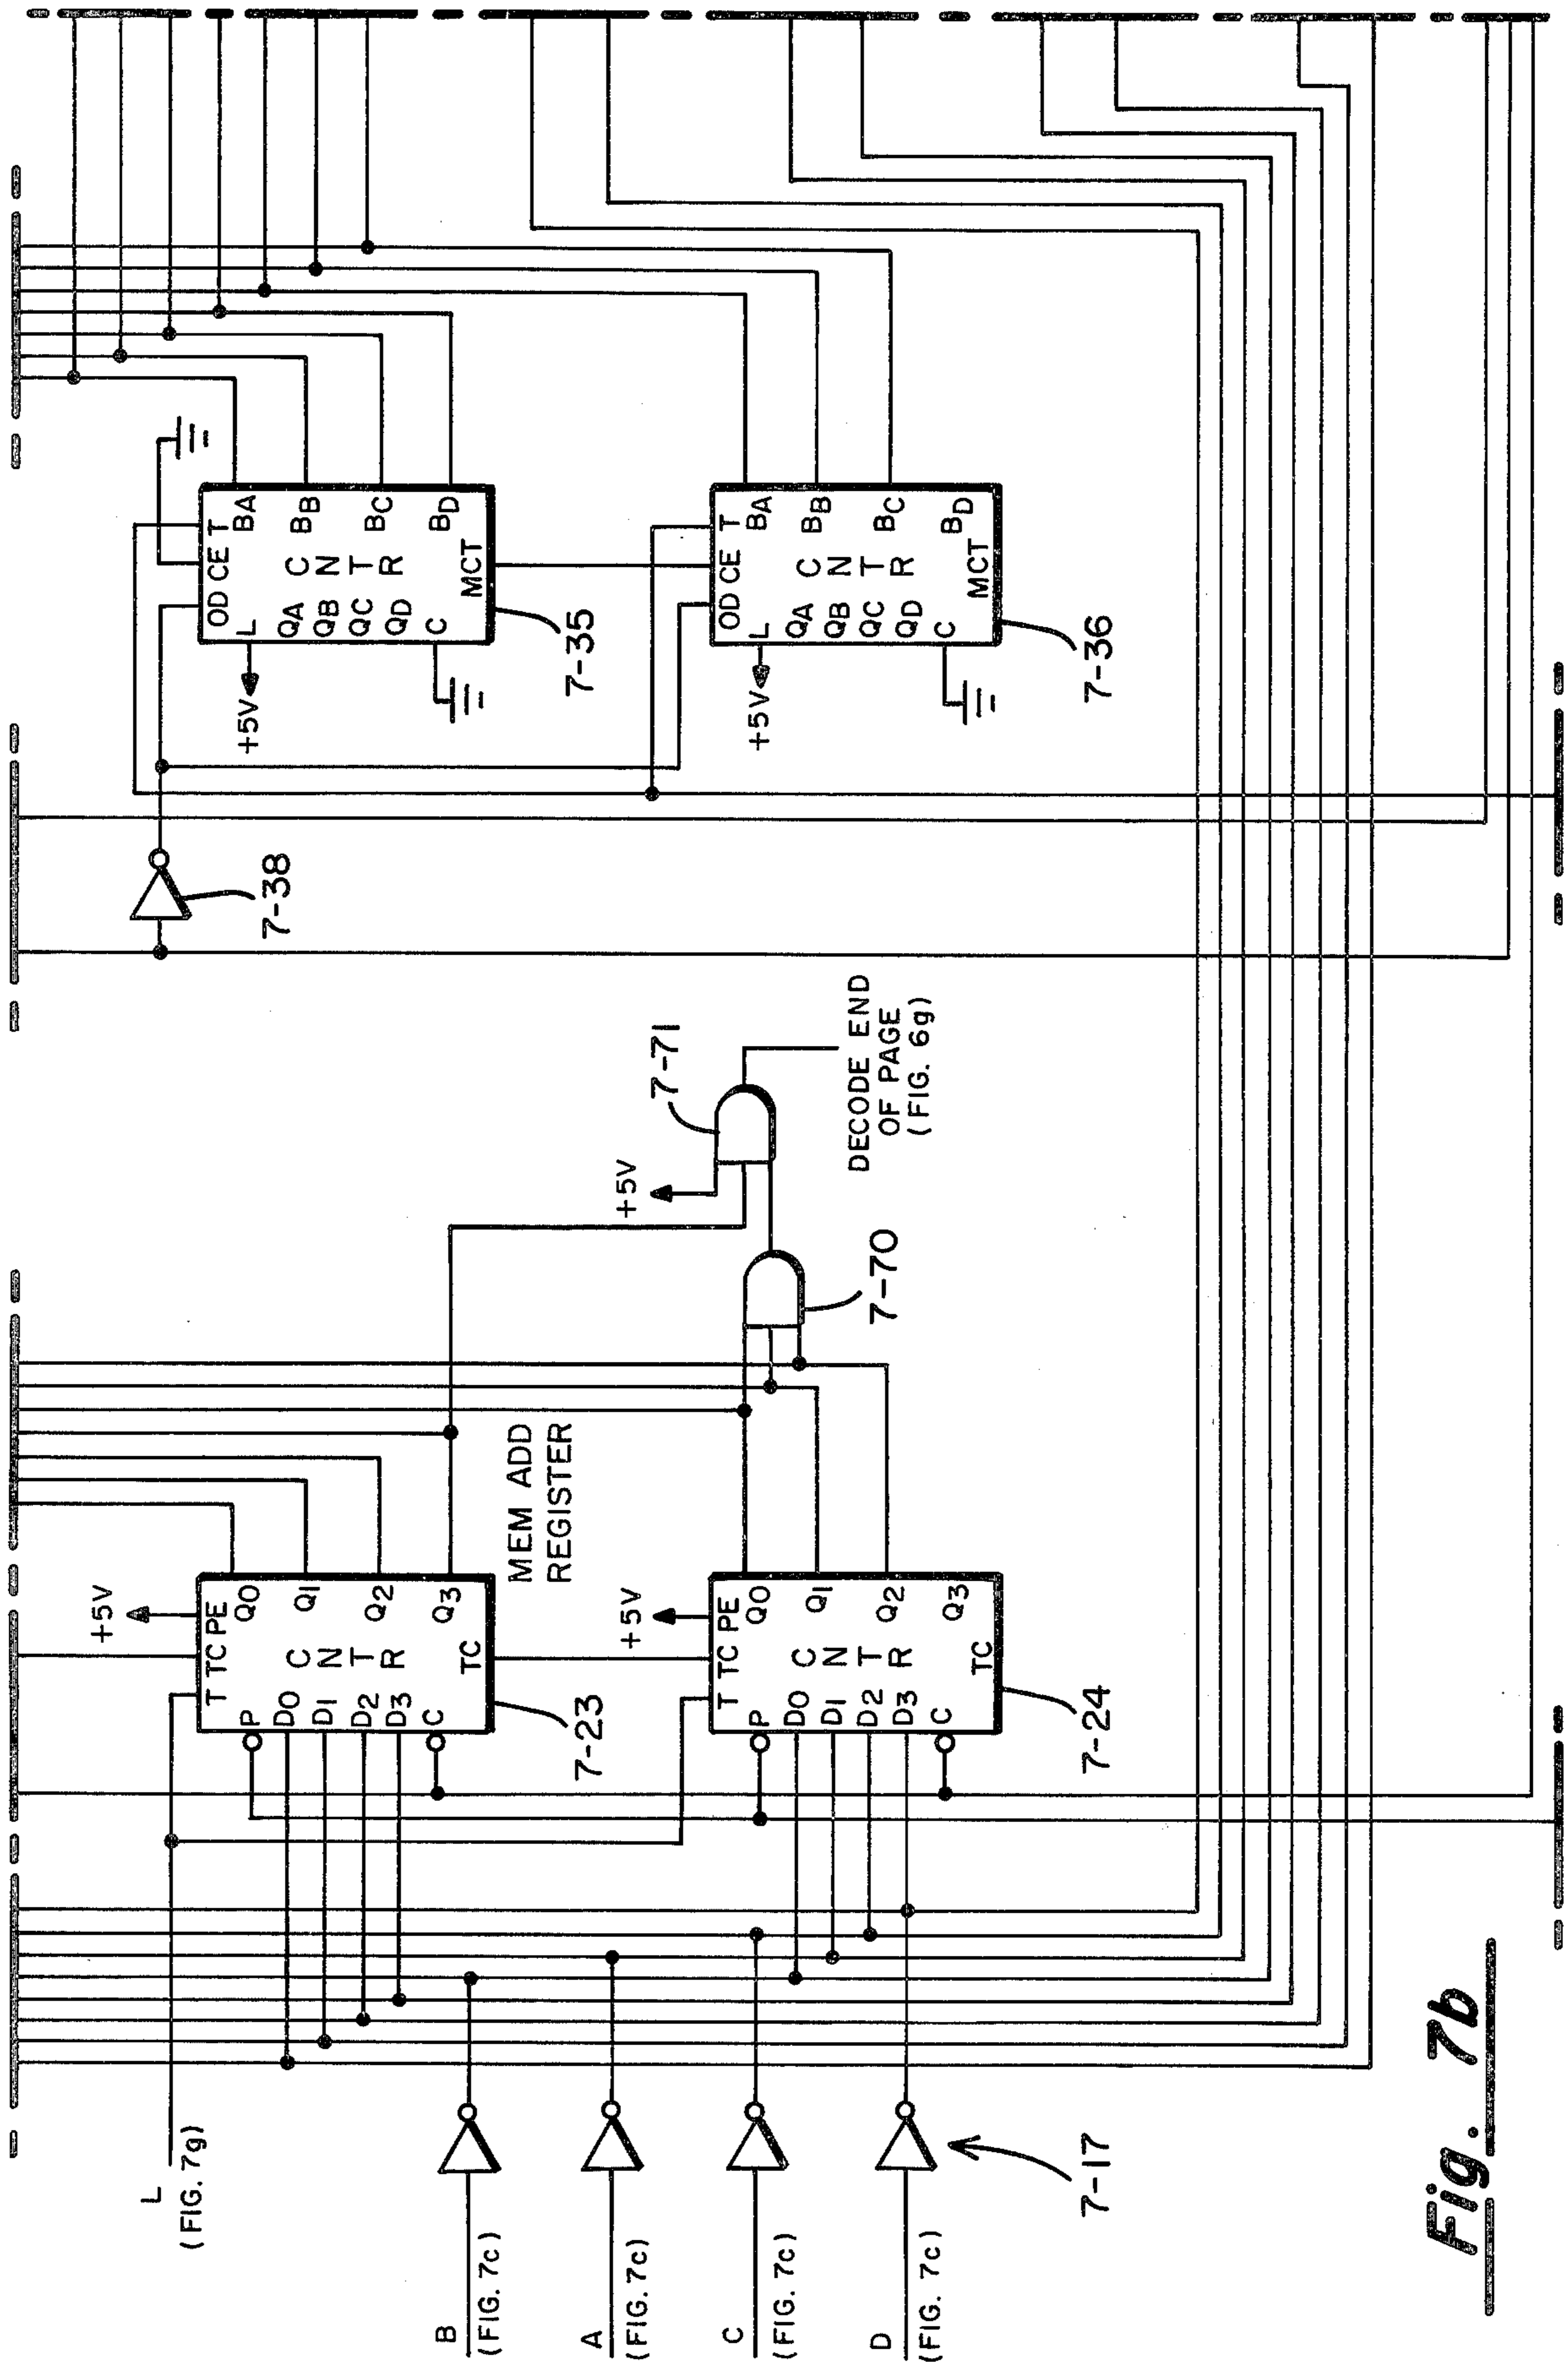 L
(FIG. 7g)
B
(FIG. 7c)
A
(FIG. 7c)
C
(FIG. 7c)
D
(FIG. 7c)
7-17
+5V
T TC PE
P
D0
D1
D2
D3
C
CNTR
Q0
Q1
Q2
Q3
TC
7-23
MEM ADD
REGISTER
+5V
T TC PE
P
D0
D1
D2
D3
C
CNTR
Q0
Q1
Q2
Q3
TC
7-24
7-70
+5V
7-71
DECODE END
OF PAGE
(FIG. 6g)
7-38
OD CE T
L
QA
QB
QC
QD
C
CNTR
BA
BB
BC
BD
MCT
+5V
7-35
OD CE T
L
QA
QB
QC
QD
C
CNTR
BA
BB
BC
BD
MCT
+5V
7-36
Fig. 7b